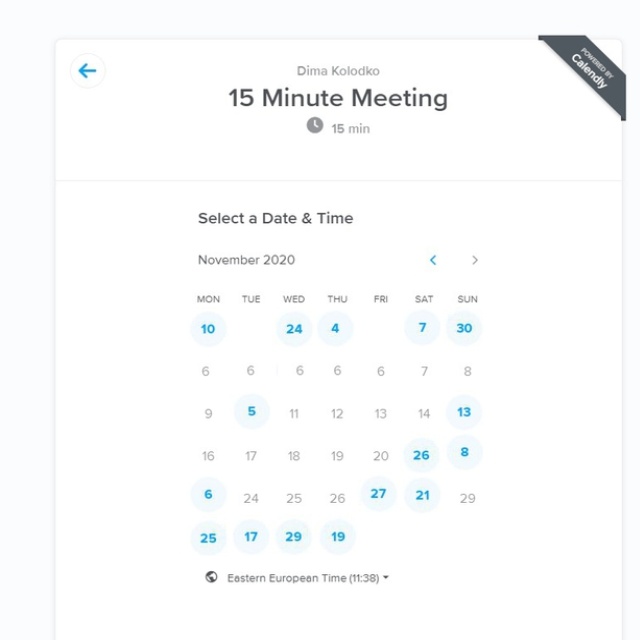 POWERED BY
Calendly
Dima Kolodko
15 Minute Meeting
15 min
Select a Date & Time
November 2020
MON TUE WED THU FRI SAT SUN
10 24 4 7 30
6 6 6 6 6 7 8
9 5 11 12 13 14 13
16 17 18 19 20 26 8
6 24 25 26 27 21 29
25 17 29 19
Eastern European Time (11:38)